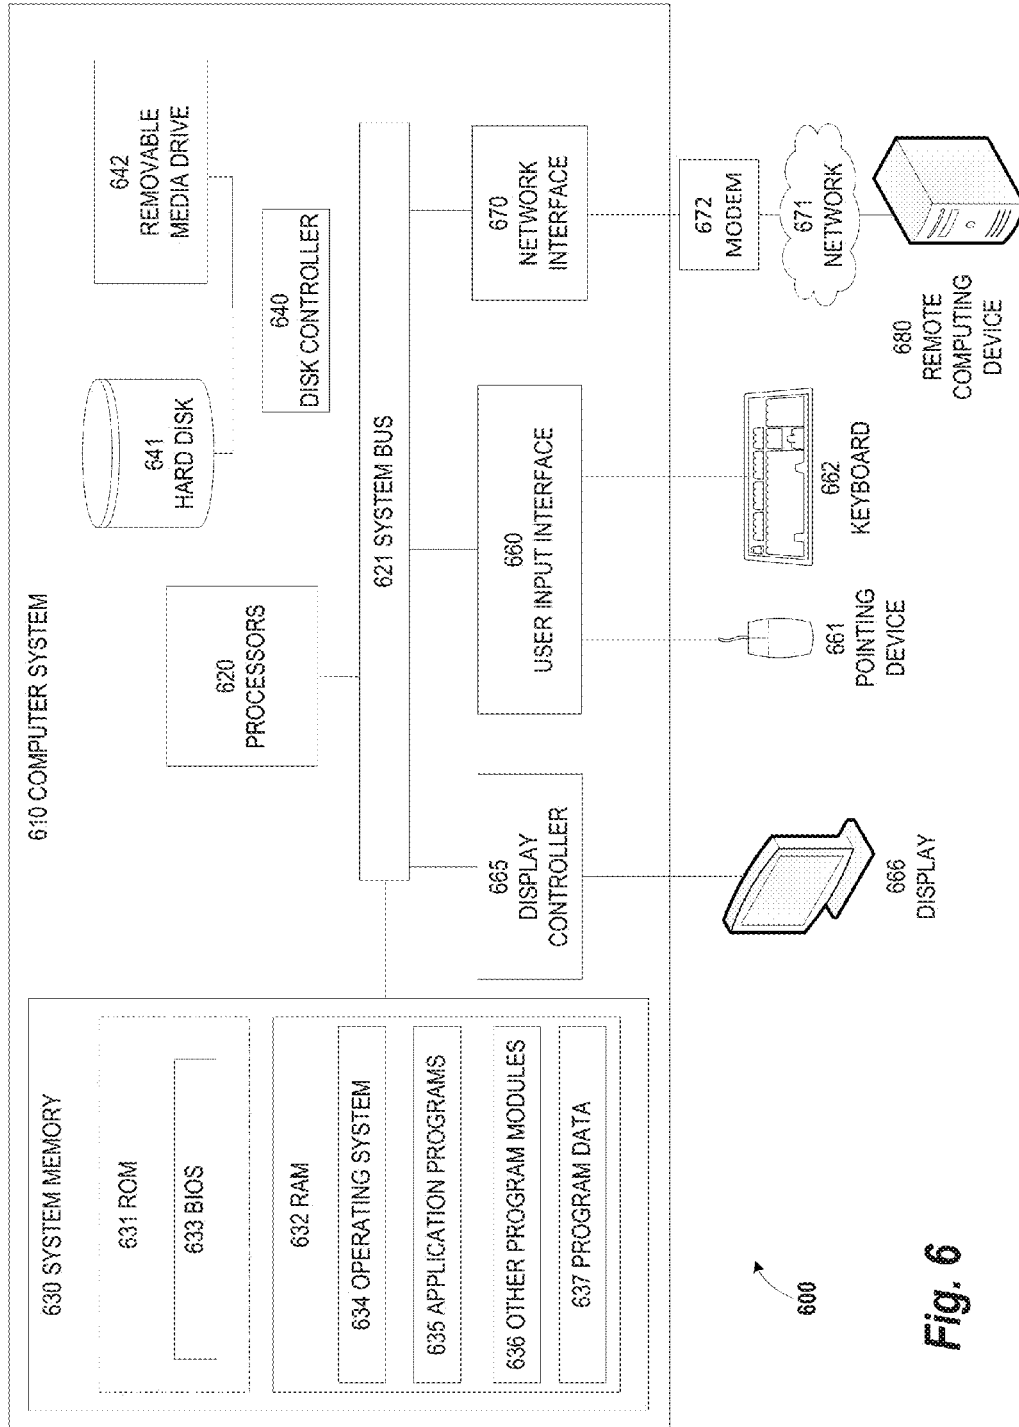 610 COMPUTER SYSTEM
630 SYSTEM MEMORY
631 ROM
633 BIOS
632 RAM
634 OPERATING SYSTEM
635 APPLICATION PROGRAMS
636 OTHER PROGRAM MODULES
637 PROGRAM DATA
620
PROCESSORS
641
HARD DISK
642
REMOVABLE
MEDIA DRIVE
640
DISK CONTROLLER
621 SYSTEM BUS
665
DISPLAY
CONTROLLER
660
USER INPUT INTERFACE
670
NETWORK
INTERFACE
672
MODEM
671
NETWORK
666
DISPLAY
661
POINTING
DEVICE
662
KEYBOARD
680
REMOTE
COMPUTING
DEVICE
600
Fig. 6